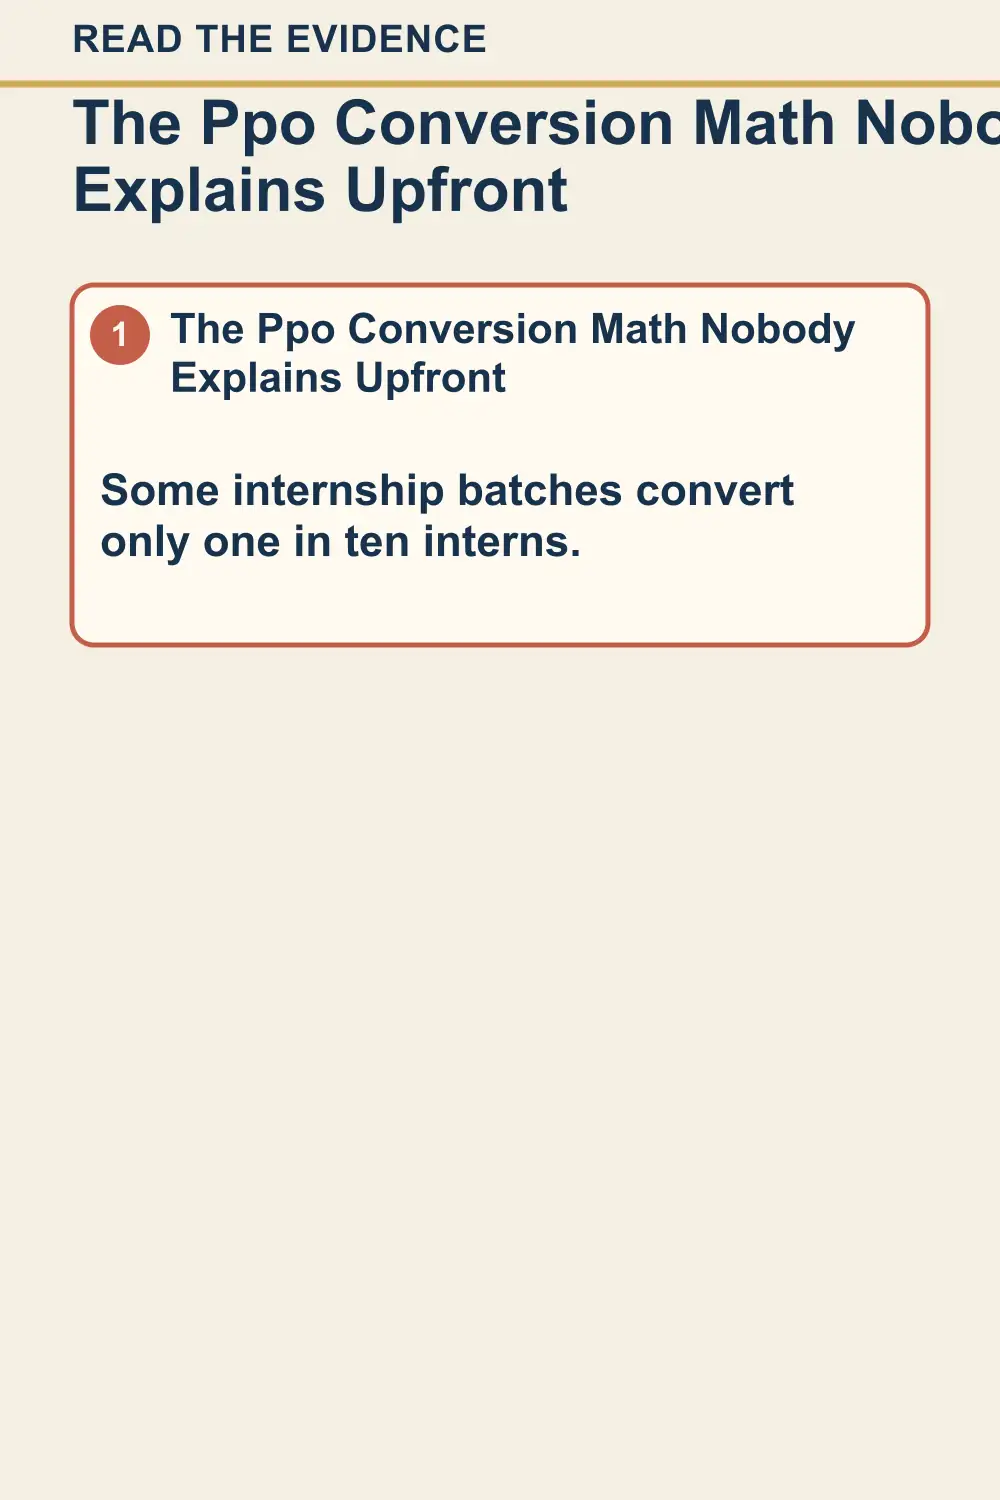 READ THE EVIDENCE
The Ppo Conversion Math Nobo
Explains Upfront
1
The Ppo Conversion Math Nobody
Explains Upfront
Some internship batches convert
only one in ten interns.